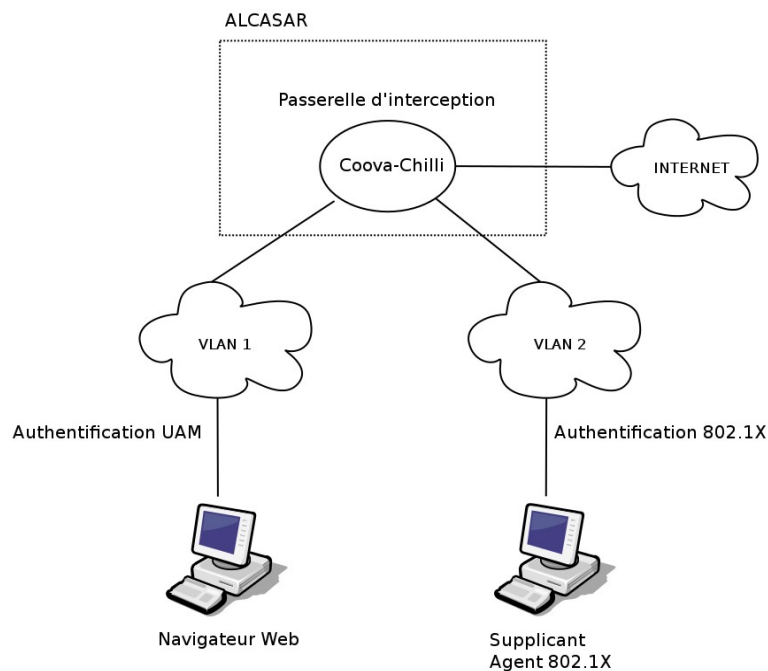 ALCASAR
Passerelle d'interception
Coova-Chilli
INTERNET
VLAN 1
VLAN 2
Authentification UAM
Authentification 802.1X
Navigateur Web
Supplicant
Agent 802.1X